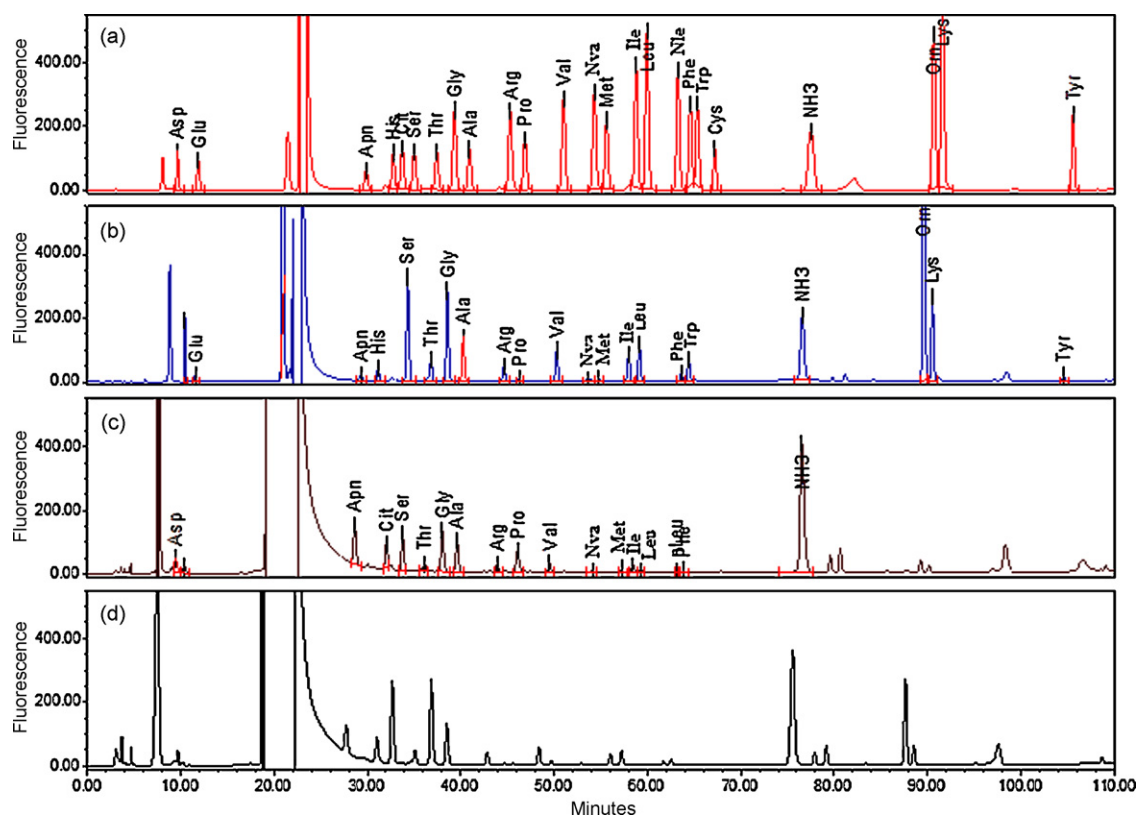 (a)
Fluorescence
400.00
200.00
0.00
Asp
Glu
Apn
His
Cit
Ser
Thr
Gly
Ala
Arg
Pro
Val
Nva
Met
Ile
Leu
Nle
Phe
Trp
Cys
NH3
Orn
Lys
Tyr
(b)
Fluorescence
400.00
200.00
0.00
Glu
Apn
His
Ser
Thr
Gly
Ala
Arg
Pro
Val
Nva
Met
Ile
Leu
Phe
Trp
NH3
Orn
Lys
Tyr
(c)
Fluorescence
400.00
200.00
0.00
Asp
Apn
Cit
Ser
Thr
Gly
Ala
Arg
Pro
Val
Nva
Met
Ile
Leu
NH3
(d)
Fluorescence
400.00
200.00
0.00
0.00 10.00 20.00 30.00 40.00 50.00 60.00 70.00 80.00 90.00 100.00 110.00
Minutes